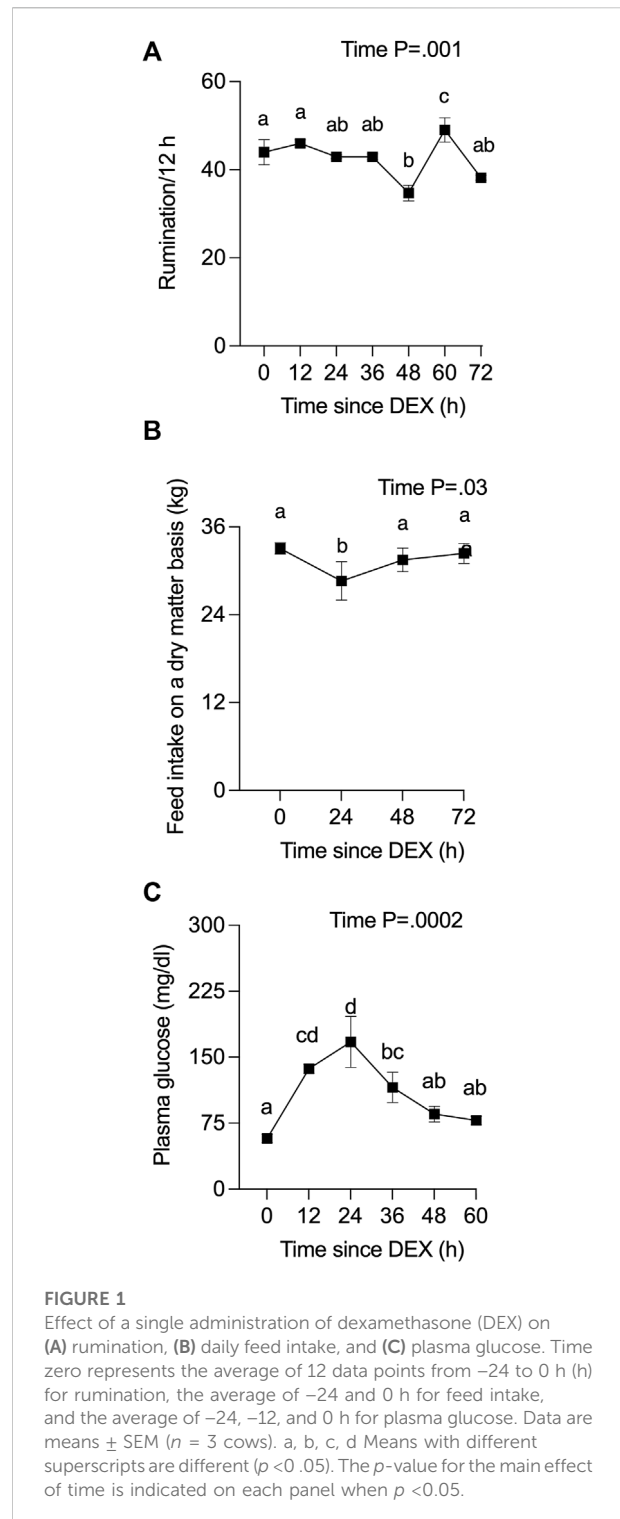 A
Time P=.001
60
40
20
0
Rumination/12 h
a a ab ab b c ab
0 12 24 36 48 60 72
Time since DEX (h)
B
Time P=.03
36
24
12
0
Feed intake on a dry matter basis (kg)
a b a a
a
0 24 48 72
Time since DEX (h)
C
Time P=.0002
300
225
150
75
0
Plasma glucose (mg/dl)
a cd d bc ab ab
0 12 24 36 48 60
Time since DEX (h)
FIGURE 1
Effect of a single administration of dexamethasone (DEX) on
(A) rumination, (B) daily feed intake, and (C) plasma glucose. Time
zero represents the average of 12 data points from −24 to 0 h (h)
for rumination, the average of −24 and 0 h for feed intake,
and the average of −24, −12, and 0 h for plasma glucose. Data are
means ± SEM (n = 3 cows). a, b, c, d Means with different
superscripts are different (p <0 .05). The p-value for the main effect
of time is indicated on each panel when p <0.05.